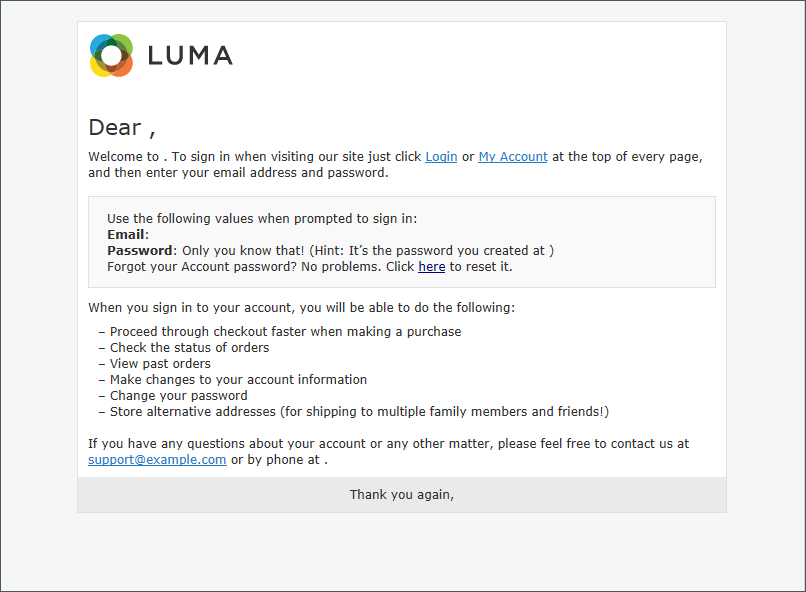 LUMA
Dear ,
Welcome to . To sign in when visiting our site just click Login or My Account at the top of every page,
and then enter your email address and password.
Use the following values when prompted to sign in:
Email:
Password: Only you know that! (Hint: It’s the password you created at )
Forgot your Account password? No problems. Click here to reset it.
When you sign in to your account, you will be able to do the following:
– Proceed through checkout faster when making a purchase
– Check the status of orders
– View past orders
– Make changes to your account information
– Change your password
– Store alternative addresses (for shipping to multiple family members and friends!)
If you have any questions about your account or any other matter, please feel free to contact us at
support@example.com or by phone at .
Thank you again,